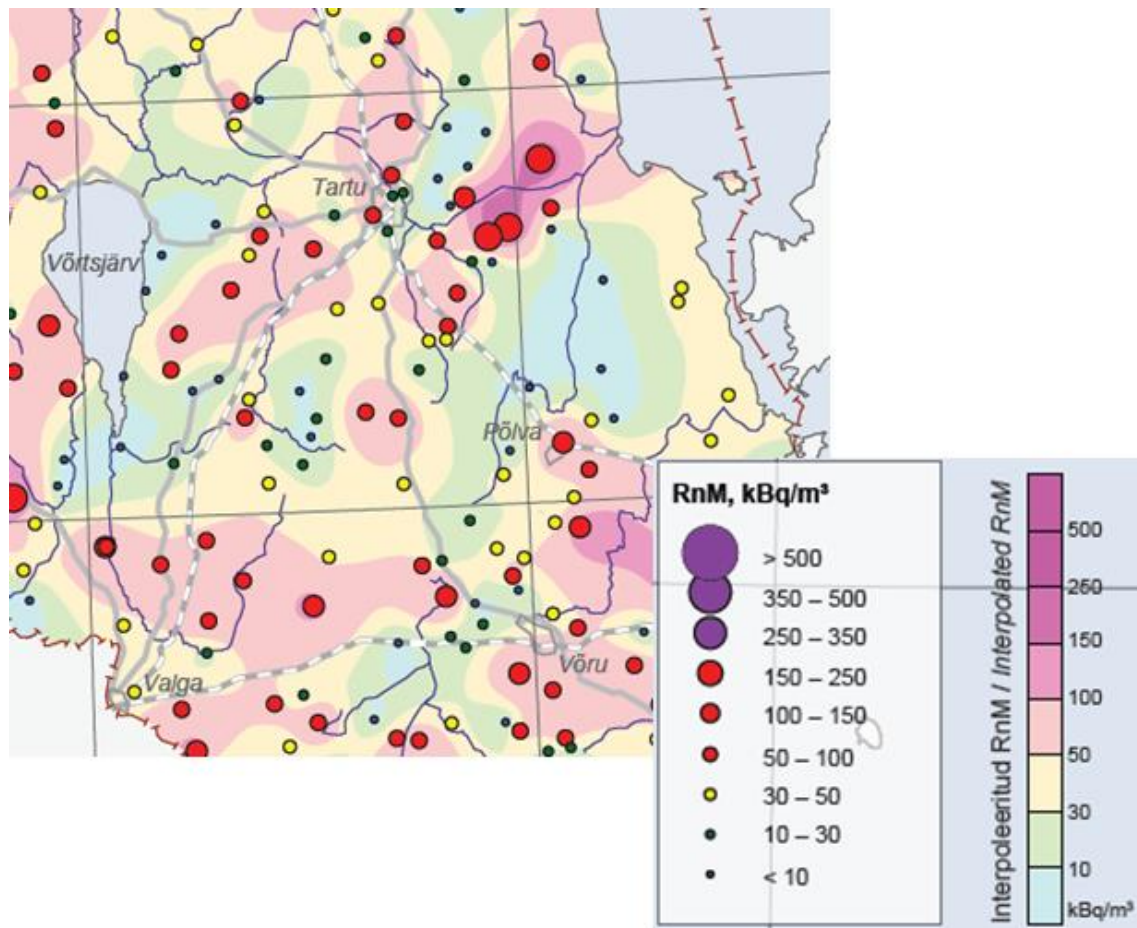 Tartu
Võrtsjärv
Põlva
Võru
Valga
RnM, kBq/m³
> 500
350 – 500
250 – 350
150 – 250
100 – 150
50 – 100
30 – 50
10 – 30
< 10
Interpoleeritud RnM / Interpolated RnM
500
250
150
100
50
30
10
kBq/m³